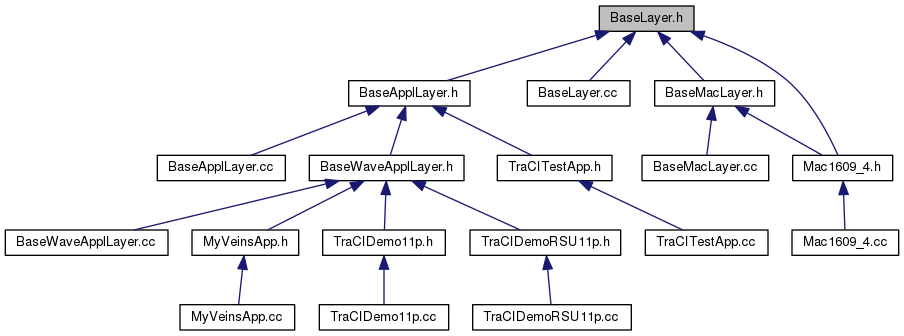 BaseLayer.h
BaseApplLayer.h
BaseLayer.cc
BaseMacLayer.h
BaseApplLayer.cc
BaseWaveApplLayer.h
TraCITestApp.h
BaseMacLayer.cc
Mac1609_4.h
BaseWaveApplLayer.cc
MyVeinsApp.h
TraCIDemo11p.h
TraCIDemoRSU11p.h
TraCITestApp.cc
Mac1609_4.cc
MyVeinsApp.cc
TraCIDemo11p.cc
TraCIDemoRSU11p.cc